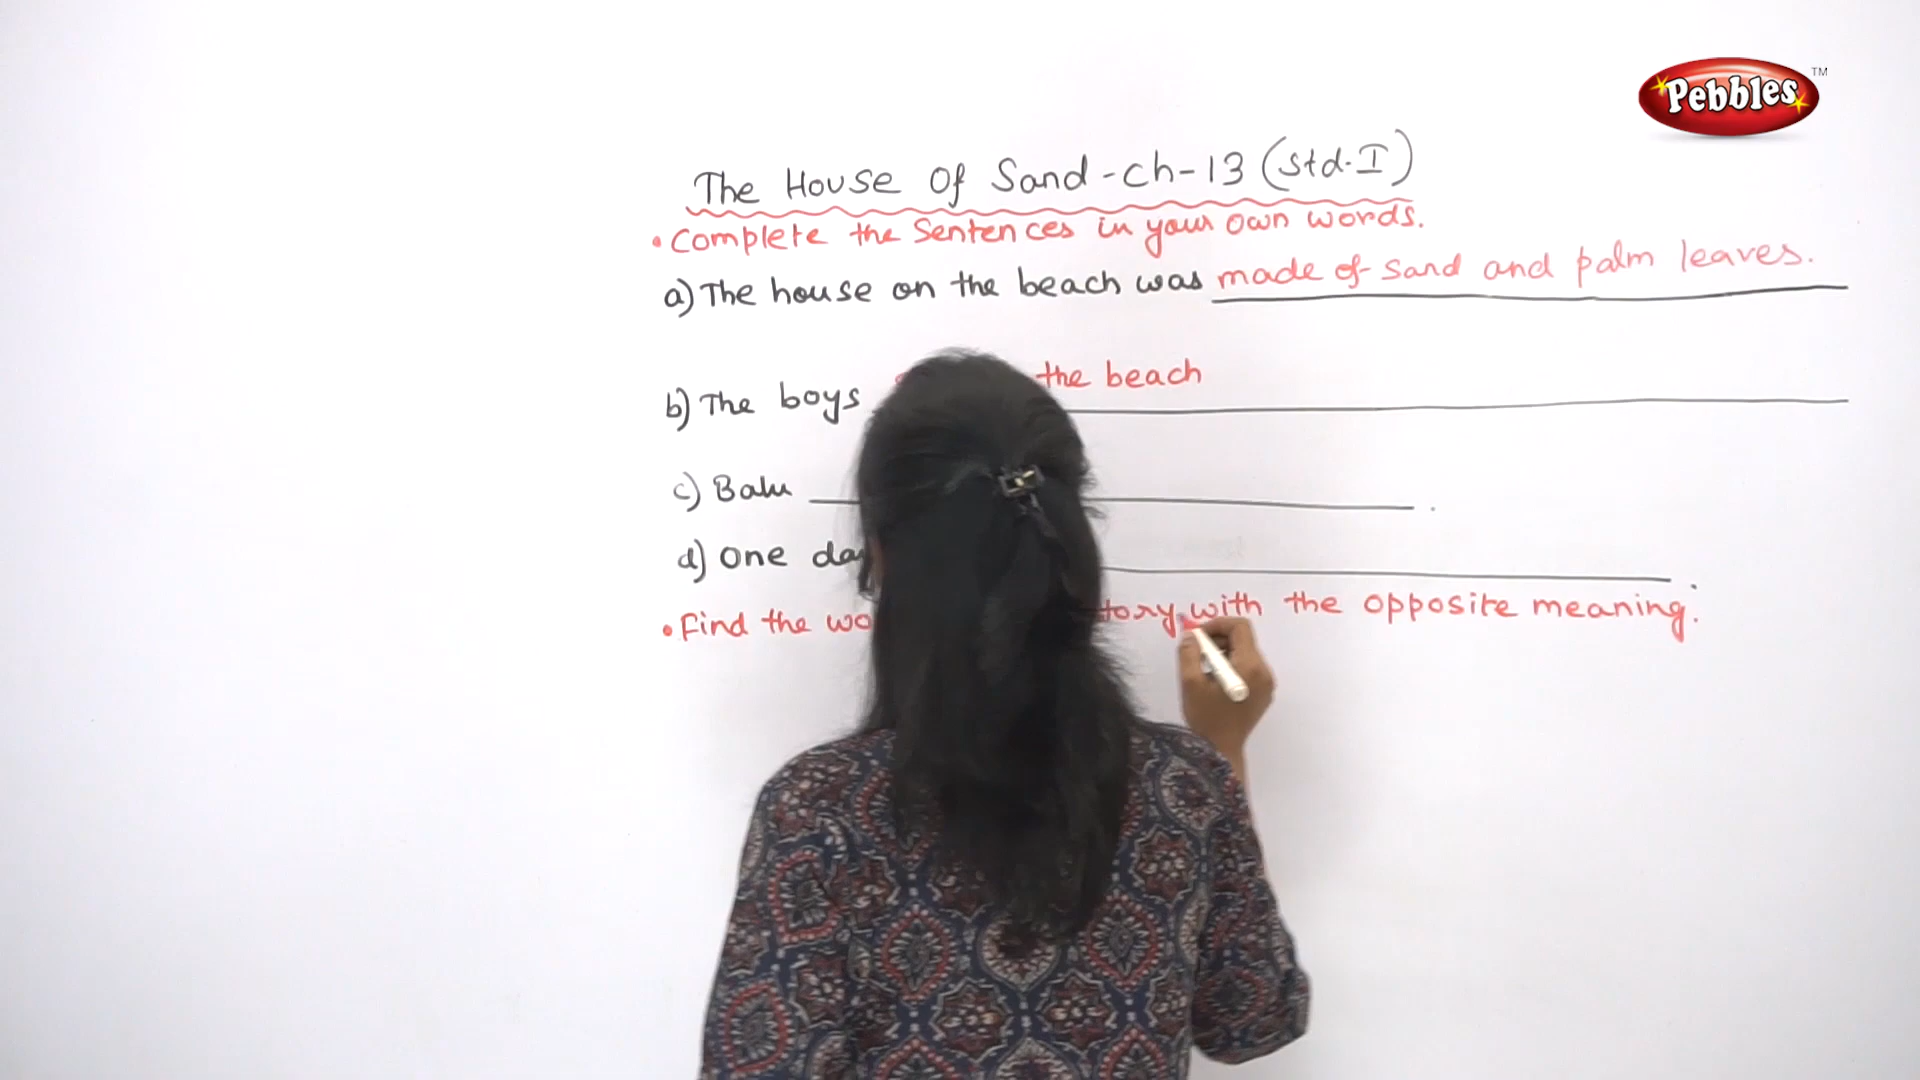 Pebbles TM
The House Of Sand-Ch-13 (Std-I)
• Complete the Sentences in your own words.
a) The house on the beach was made of sand and palm leaves.
b) The boys the beach
c) Balu .
d) One day
• Find the with the opposite meaning.